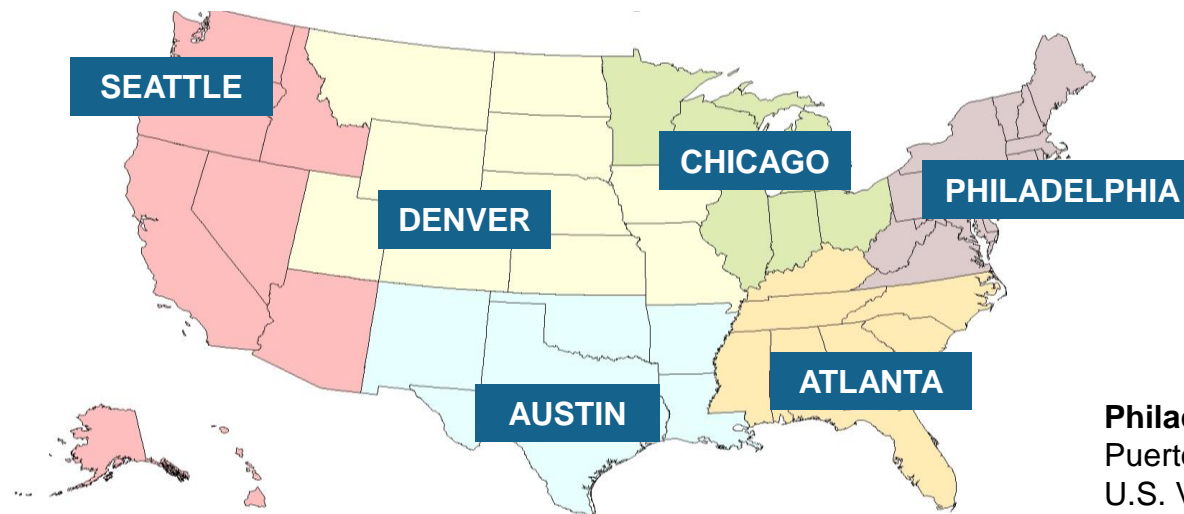 SEATTLE
CHICAGO
PHILADELPHIA
DENVER
ATLANTA
AUSTIN
U.S.